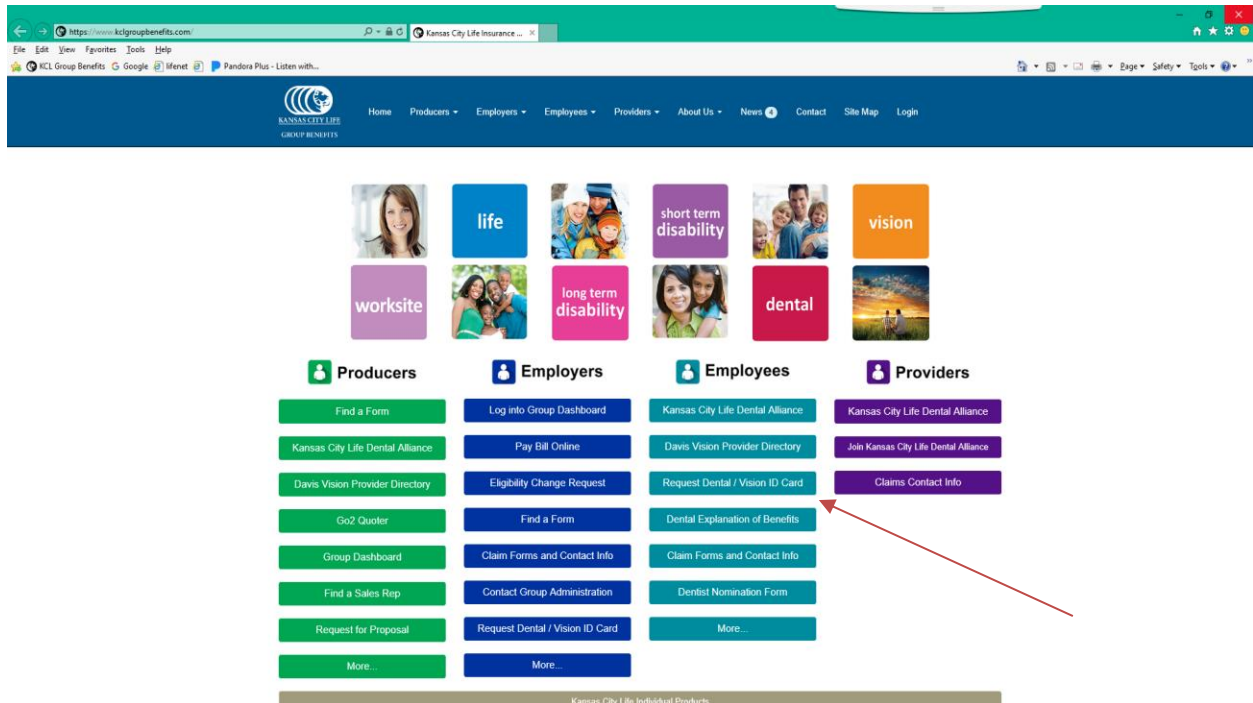 https://www.kclgroupbenefits.com/
Kansas City Life Insurance ...
File Edit View Favorites Tools Help
KCL Group Benefits Google lifenet Pandora Plus - Listen with...
Page Safety Tools
KANSAS CITY LIFE
GROUP BENEFITS
Home Producers Employers Employees Providers About Us News 4 Contact Site Map Login
life
short term
disability
vision
worksite
long term
disability
dental
Producers
Employers
Employees
Providers
Find a Form
Log into Group Dashboard
Kansas City Life Dental Alliance
Kansas City Life Dental Alliance
Kansas City Life Dental Alliance
Pay Bill Online
Davis Vision Provider Directory
Join Kansas City Life Dental Alliance
Davis Vision Provider Directory
Eligibility Change Request
Request Dental / Vision ID Card
Claims Contact Info
Go2 Quoter
Find a Form
Dental Explanation of Benefits
Group Dashboard
Claim Forms and Contact Info
Claim Forms and Contact Info
Find a Sales Rep
Contact Group Administration
Dentist Nomination Form
Request for Proposal
Request Dental / Vision ID Card
More...
More...
More...
Kansas City Life Individual Products